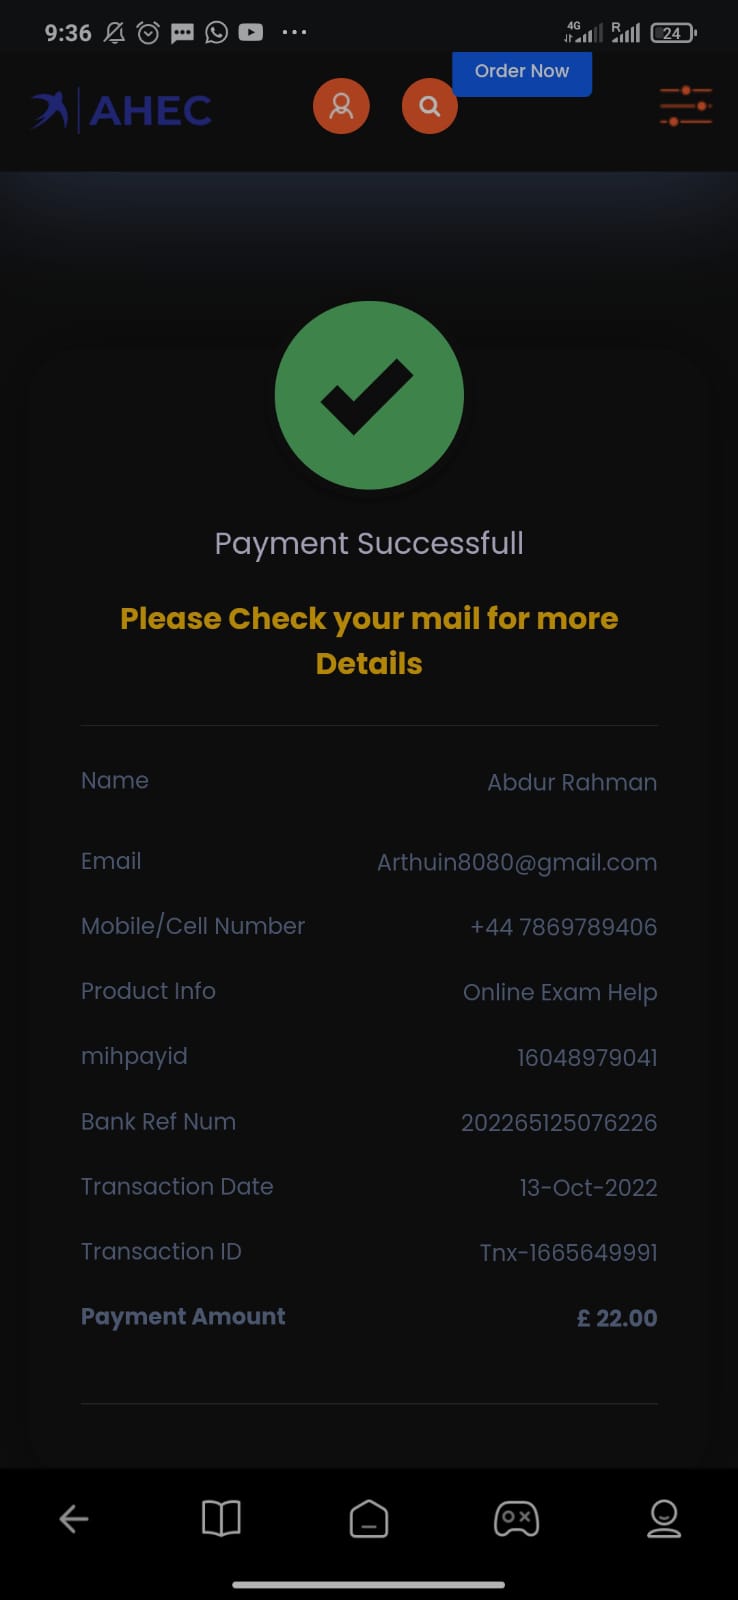 9:36
4G
R
24
Order Now
AHEC
Payment Successfull
Please Check your mail for more
Details
Name Abdur Rahman
Email Arthuin8080@gmail.com
Mobile/Cell Number +44 7869789406
Product Info Online Exam Help
mihpayid 16048979041
Bank Ref Num 202265125076226
Transaction Date 13-Oct-2022
Transaction ID Tnx-1665649991
Payment Amount £ 22.00